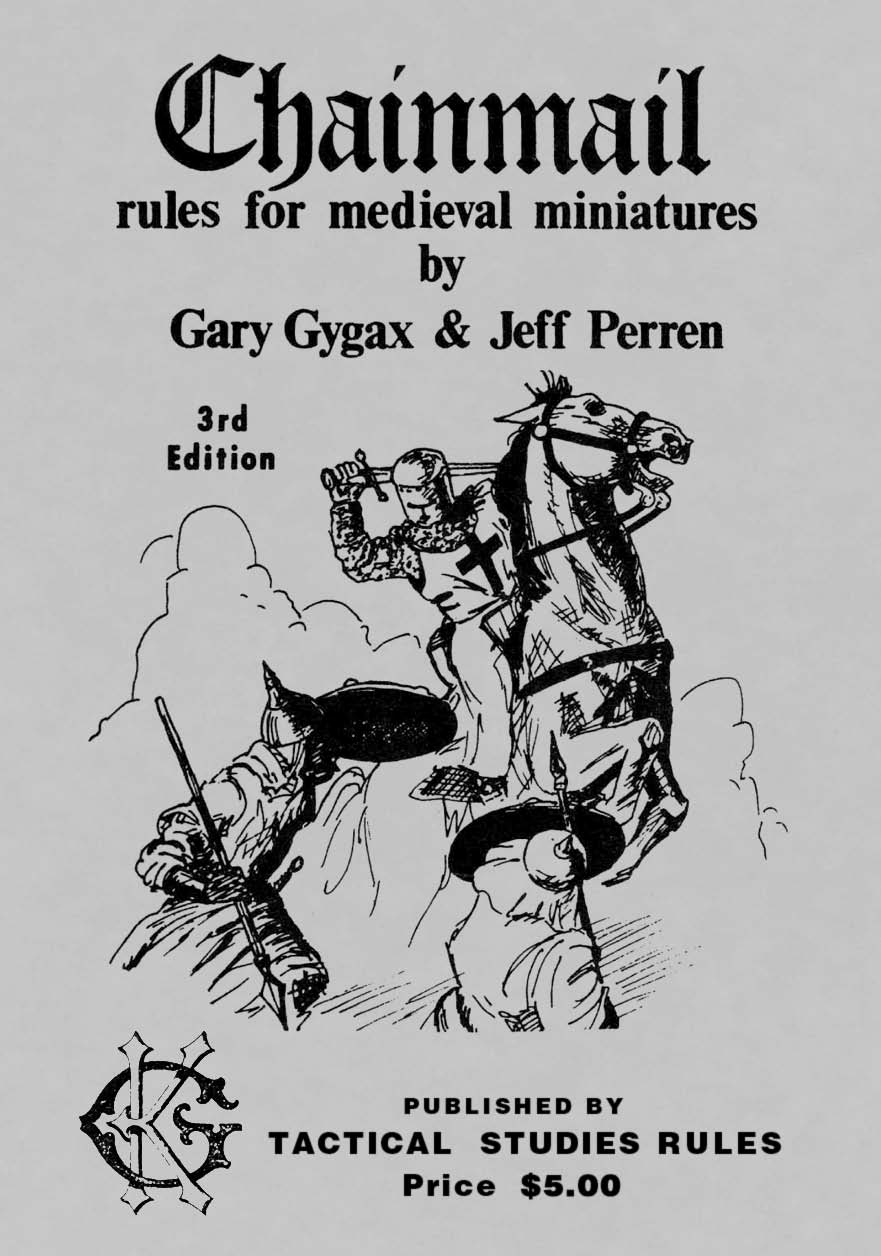 Chainmail
rules for medieval miniatures
by
Gary Gygax & Jeff Perren
3rd
Edition
GK
PUBLISHED BY
TACTICAL STUDIES RULES
Price $5.00